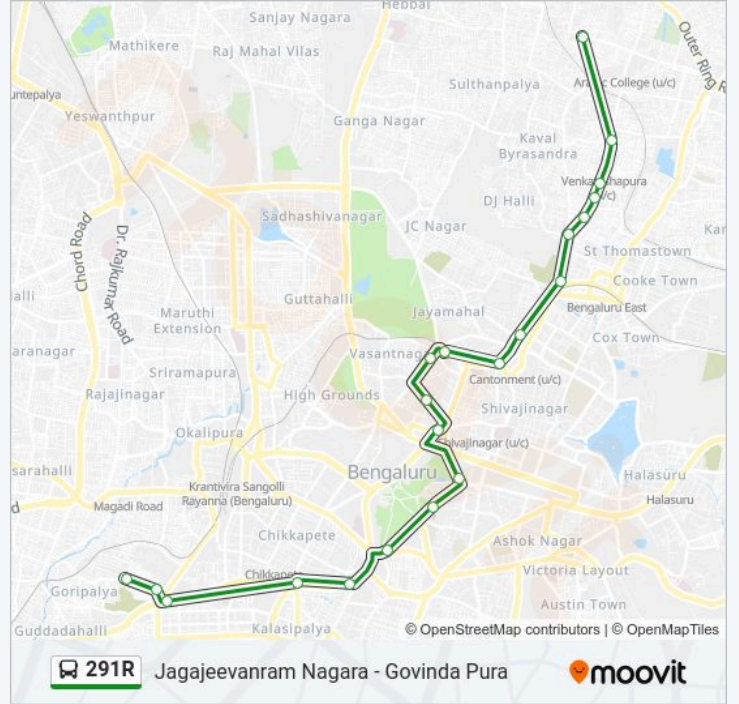 Hebbal
Sanjay Nagara
Mathikere
Raj Mahal Vilas
Outer Ring R
untepalya
Sulthanpalya
Arabic College (u/c)
Yeswanthpur
Ganga Nagar
Kaval
Byrasandra
DJ Halli
Sadhashivanagar
JC Nagar
Kar
Chord Road
Dr. Rajkumar Road
St Thomastown
alli
Cooke Town
Guttahalli
Maruthi
Extension
Jayamahal
Bengaluru East
Cox Town
aranagar
Vasantnag
Sriramapura
Cantonment (u/c)
Rajajinagar
High Grounds
Shivajinagar
Okalipura
Shivajinagar (u/c)
sarahalli
Bengaluru
Halasuru
Krantivira Sangolli
Rayanna (Bengaluru)
Halasuru
d
Magadi Road
Chikkapete
Ashok Nagar
Chikkapete
Victoria Layout
Goripalya
Austin Town
Guddadahalli
Kalasipalya
© OpenStreetMap contributors | © OpenMapTiles
291R
Jagajeevanram Nagara - Govinda Pura
moovit